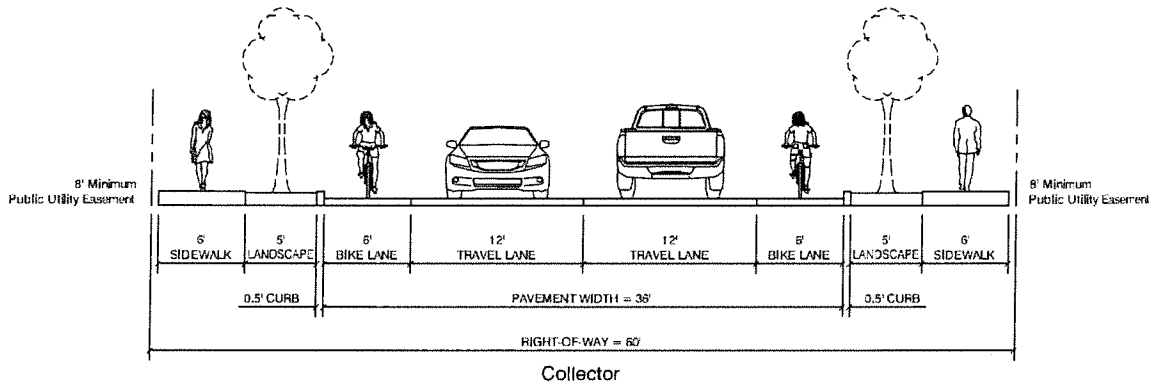 8' Minimum
Public Utility Easement
8' Minimum
Public Utility Easement
6'
SIDEWALK
5'
LANDSCAPE
6'
BIKE LANE
12'
TRAVEL LANE
12'
TRAVEL LANE
6'
BIKE LANE
5'
LANDSCAPE
6'
SIDEWALK
0.5' CURB
PAVEMENT WIDTH = 36'
0.5' CURB
RIGHT-OF-WAY = 60'
Collector